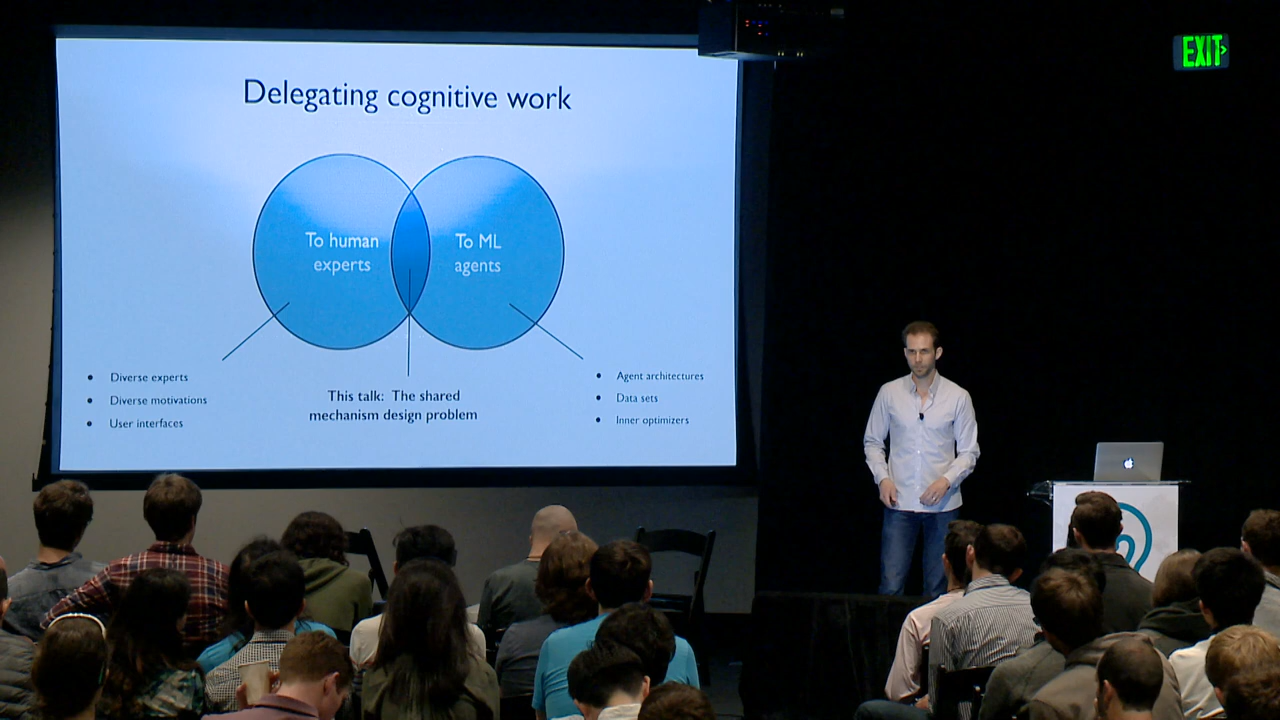 Delegating cognitive work
To human
experts
To ML
agents
Diverse experts
Diverse motivations
User interfaces
This talk: The shared
mechanism design problem
Agent architectures
Data sets
Inner optimizers
EXIT